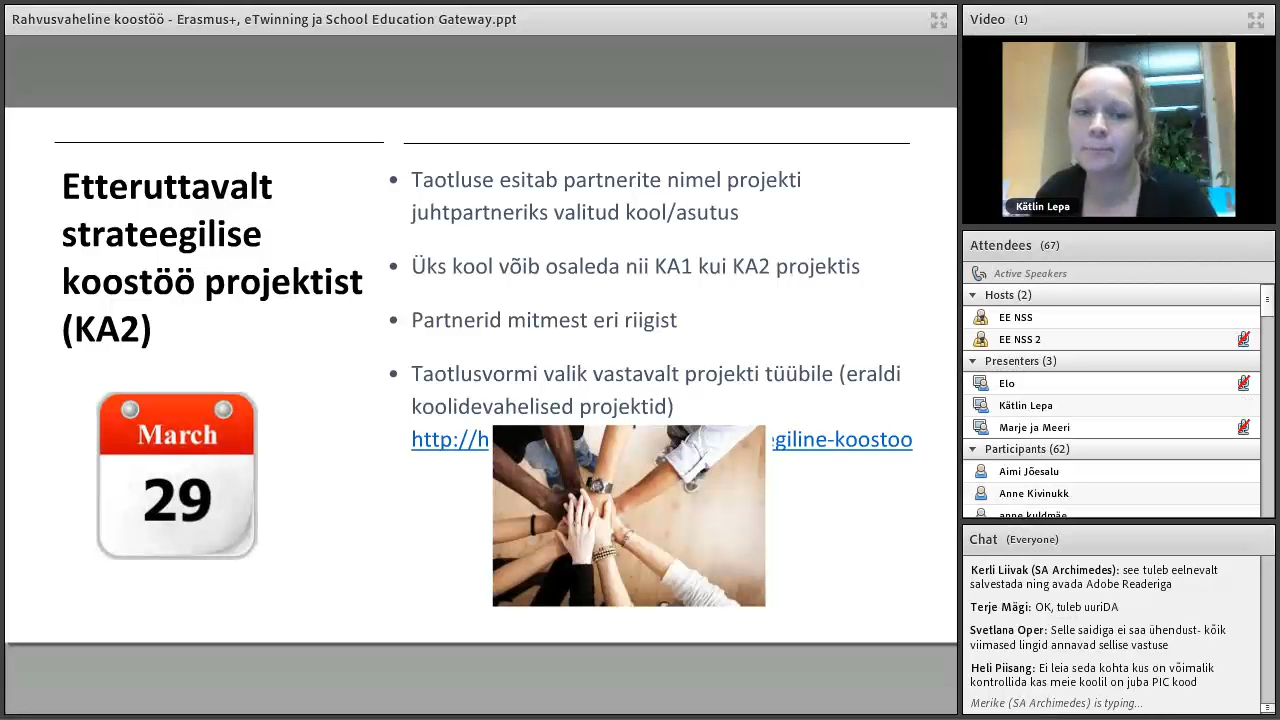 Rahvusvaheline koostöö - Erasmus+, eTwinning ja School Education Gateway.ppt
Etteruttavalt
strateegilise
koostöö projektist
(KA2)
March
29
• Taotluse esitab partnerite nimel projekti
juhtpartneriks valitud kool/asutus
• Üks kool võib osaleda nii KA1 kui KA2 projektis
• Partnerid mitmest eri riigist
• Taotlusvormi valik vastavalt projekti tüübile (eraldi
koolidevahelised projektid)
http://h giline-koostoo
Video (1)
Kätlin Lepa
Attendees (67)
Active Speakers
Hosts (2)
EE NSS
EE NSS 2
Presenters (3)
Elo
Kätlin Lepa
Marje ja Meeri
Participants (62)
Aimi Jõesalu
Anne Kivinukk
anne kuldmäe
Chat (Everyone)
Kerli Liivak (SA Archimedes): see tuleb eelnevalt
salvestada ning avada Adobe Readeriga
Terje Mägi: OK, tuleb uuriDA
Svetlana Oper: Selle saidiga ei saa ühendust- kõik
viimased lingid annavad sellise vastuse
Heli Piisang: Ei leia seda kohta kus on võimalik
kontrollida kas meie koolil on juba PIC kood
Merike (SA Archimedes) is typing...